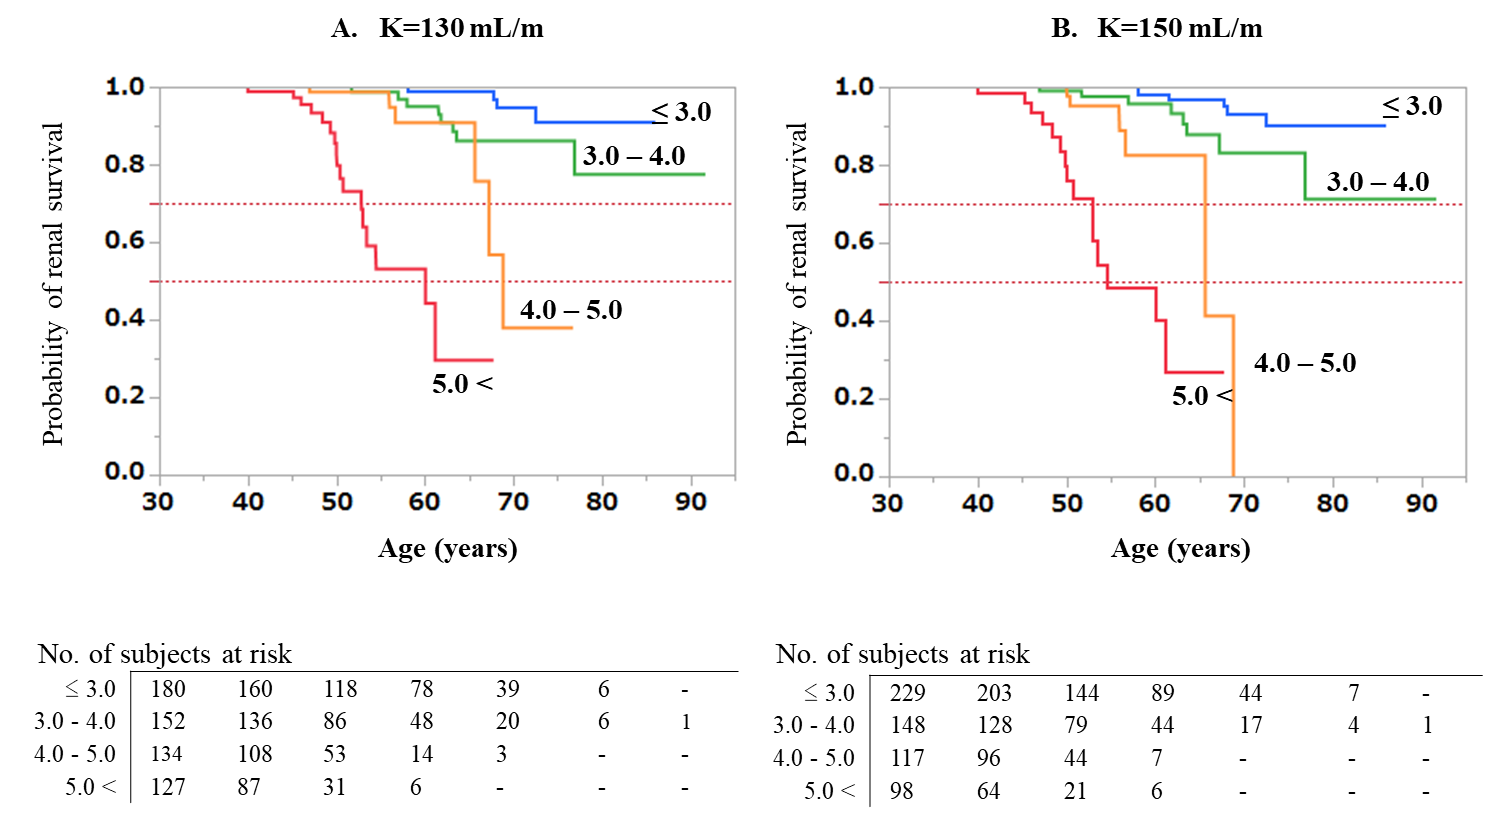 A. K=130 mL/m
Probability of renal survival
1.0
0.8
0.6
0.4
0.2
0.0
≤ 3.0
3.0 – 4.0
4.0 – 5.0
5.0 <
30 40 50 60 70 80 90
Age (years)
B. K=150 mL/m
Probability of renal survival
1.0
0.8
0.6
0.4
0.2
0.0
≤ 3.0
3.0 – 4.0
4.0 – 5.0
5.0 <
30 40 50 60 70 80 90
Age (years)
No. of subjects at risk
≤ 3.0 180 160 118 78 39 6 -
3.0 - 4.0 152 136 86 48 20 6 1
4.0 - 5.0 134 108 53 14 3 - -
5.0 < 127 87 31 6 - - -
No. of subjects at risk
≤ 3.0 229 203 144 89 44 7 -
3.0 - 4.0 148 128 79 44 17 4 1
4.0 - 5.0 117 96 44 7 - - -
5.0 < 98 64 21 6 - - -